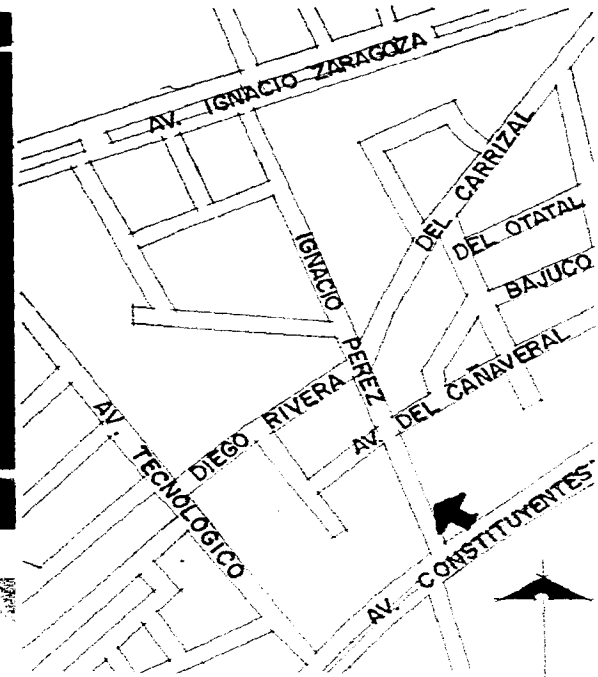 AV. IGNACIO ZARAGOZA
DEL CARRIZAL
DEL OTATAL
BAJUCO
IGNACIO PEREZ
AV. DEL CAÑAVERAL
DIEGO RIVERA
AV. TECNOLOGICO
AV. CONSTITUYENTES